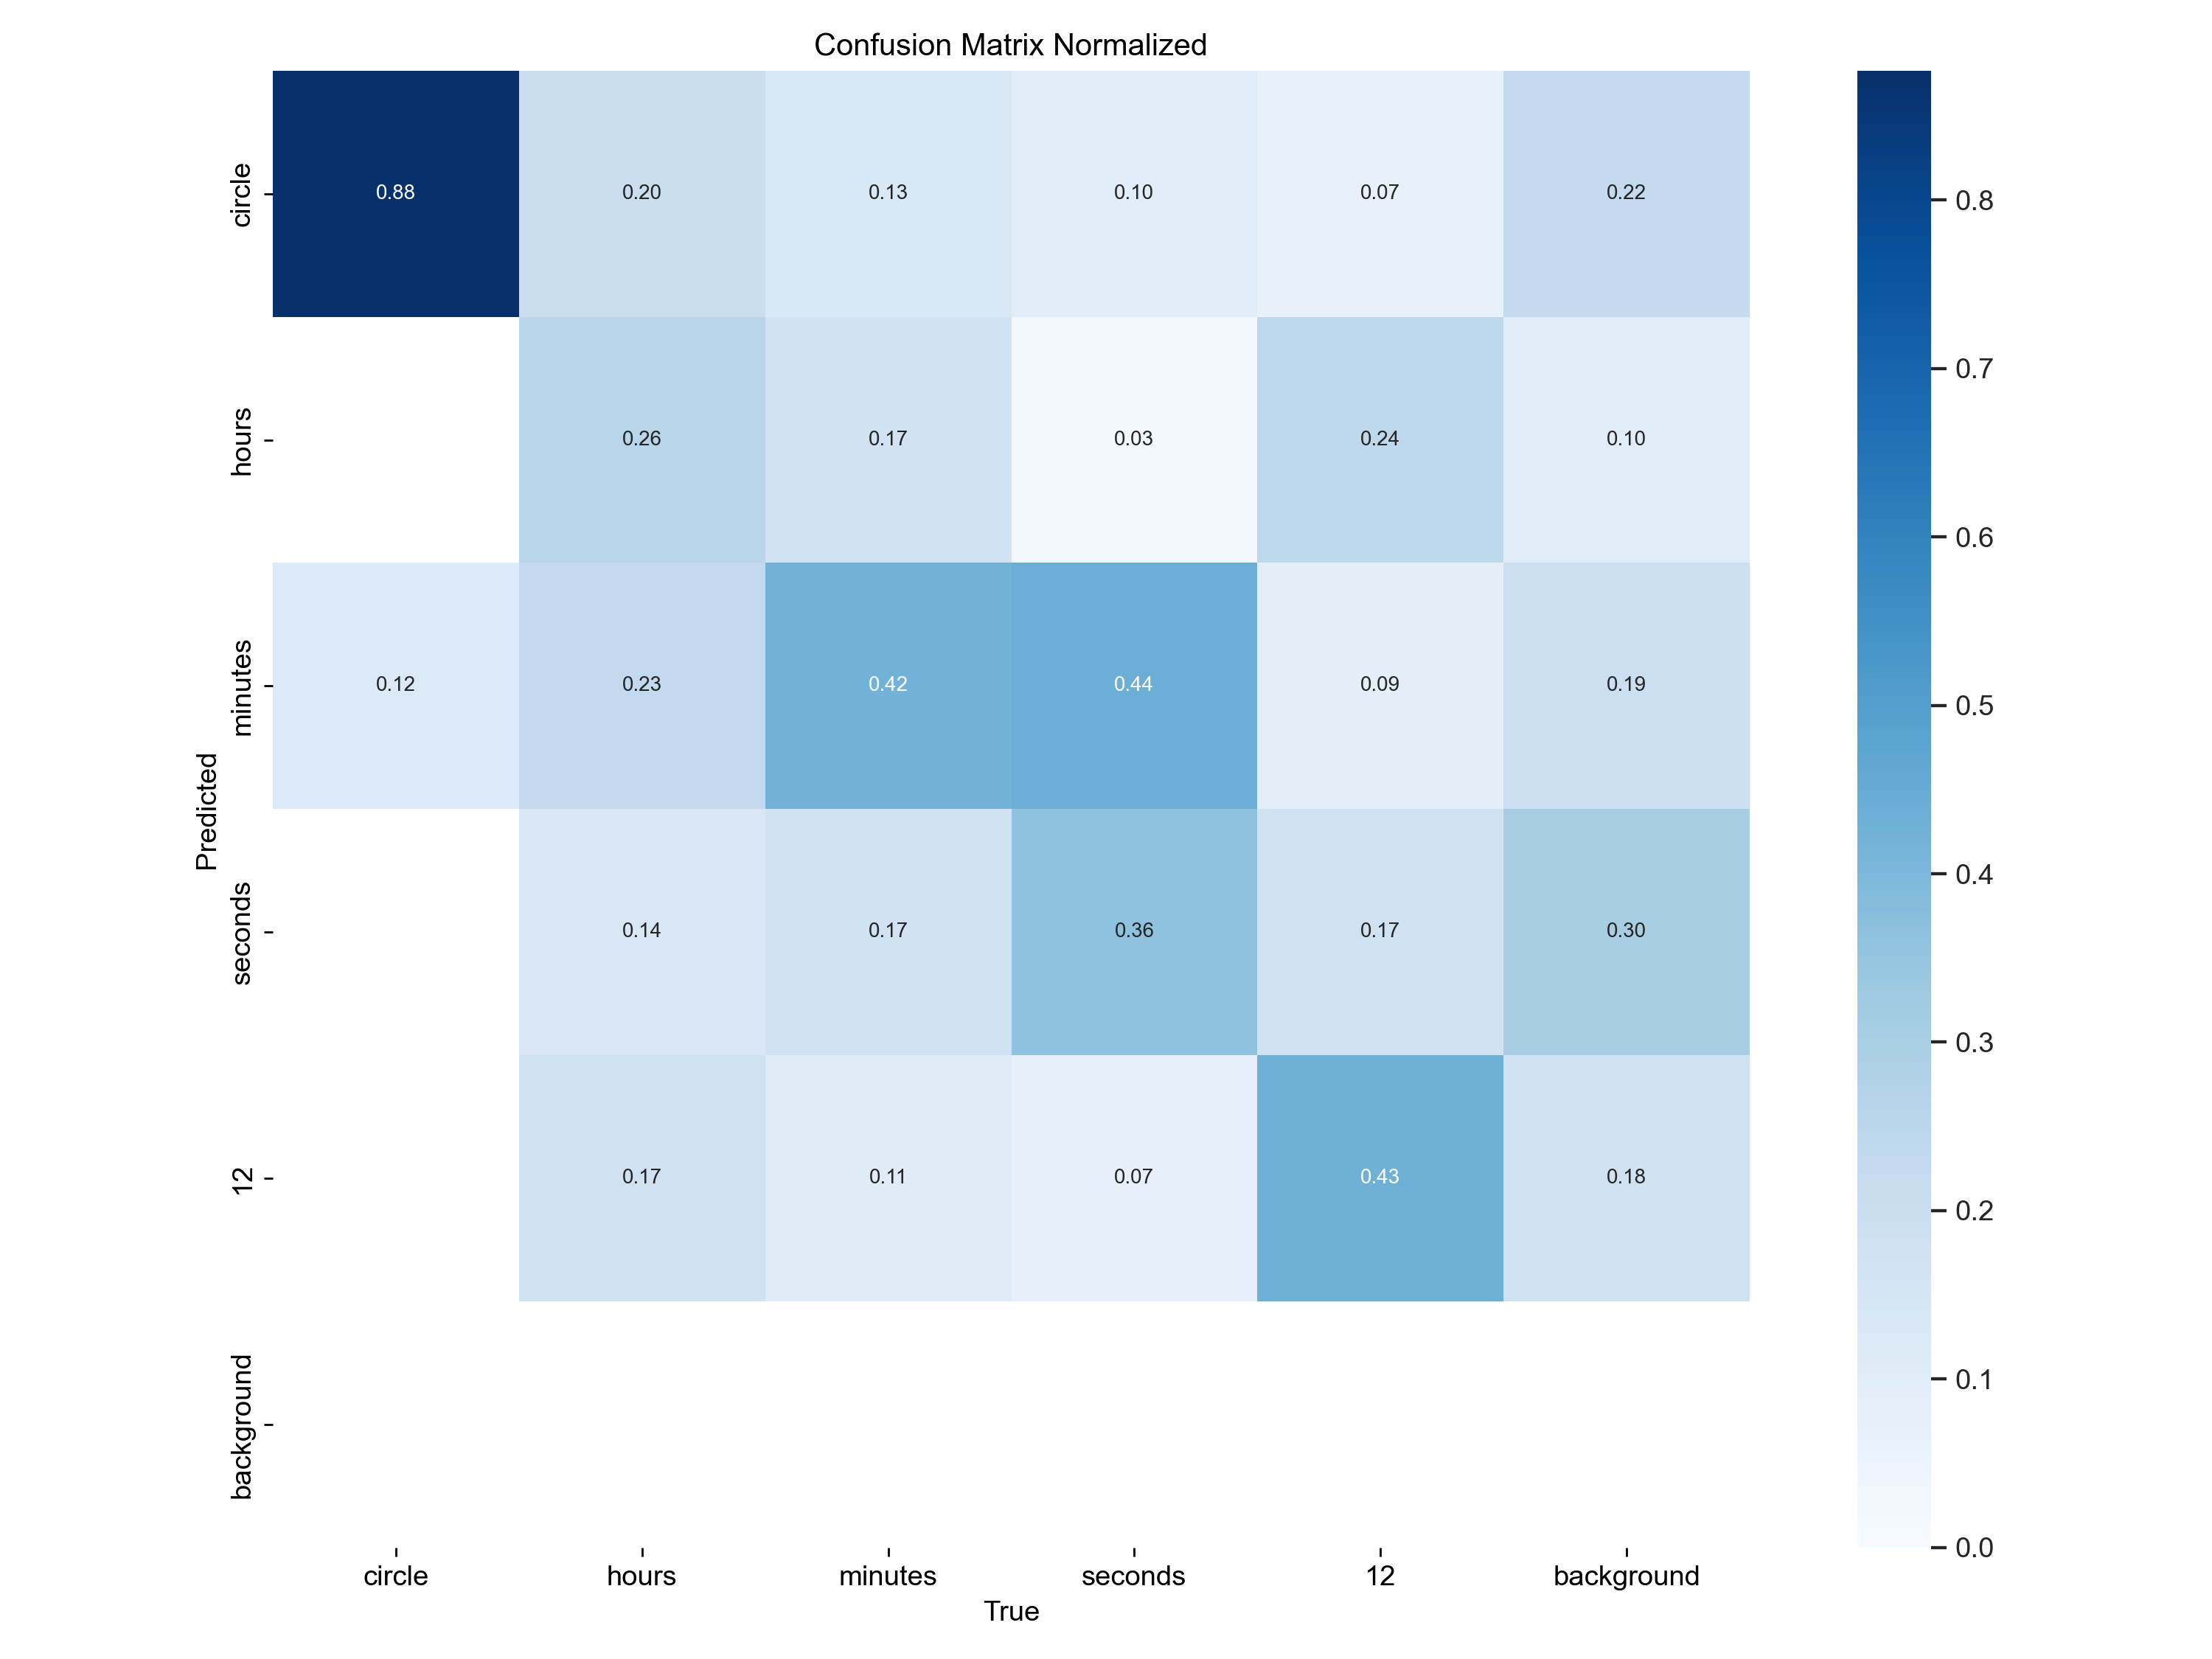 Confusion Matrix Normalized
circle 0.88 0.20 0.13 0.10 0.07 0.22
hours 0.26 0.17 0.03 0.24 0.10
minutes 0.12 0.23 0.42 0.44 0.09 0.19
seconds 0.14 0.17 0.36 0.17 0.30
12 0.17 0.11 0.07 0.43 0.18
background
Predicted
circle hours minutes seconds 12 background
True
0.8
0.7
0.6
0.5
0.4
0.3
0.2
0.1
0.0